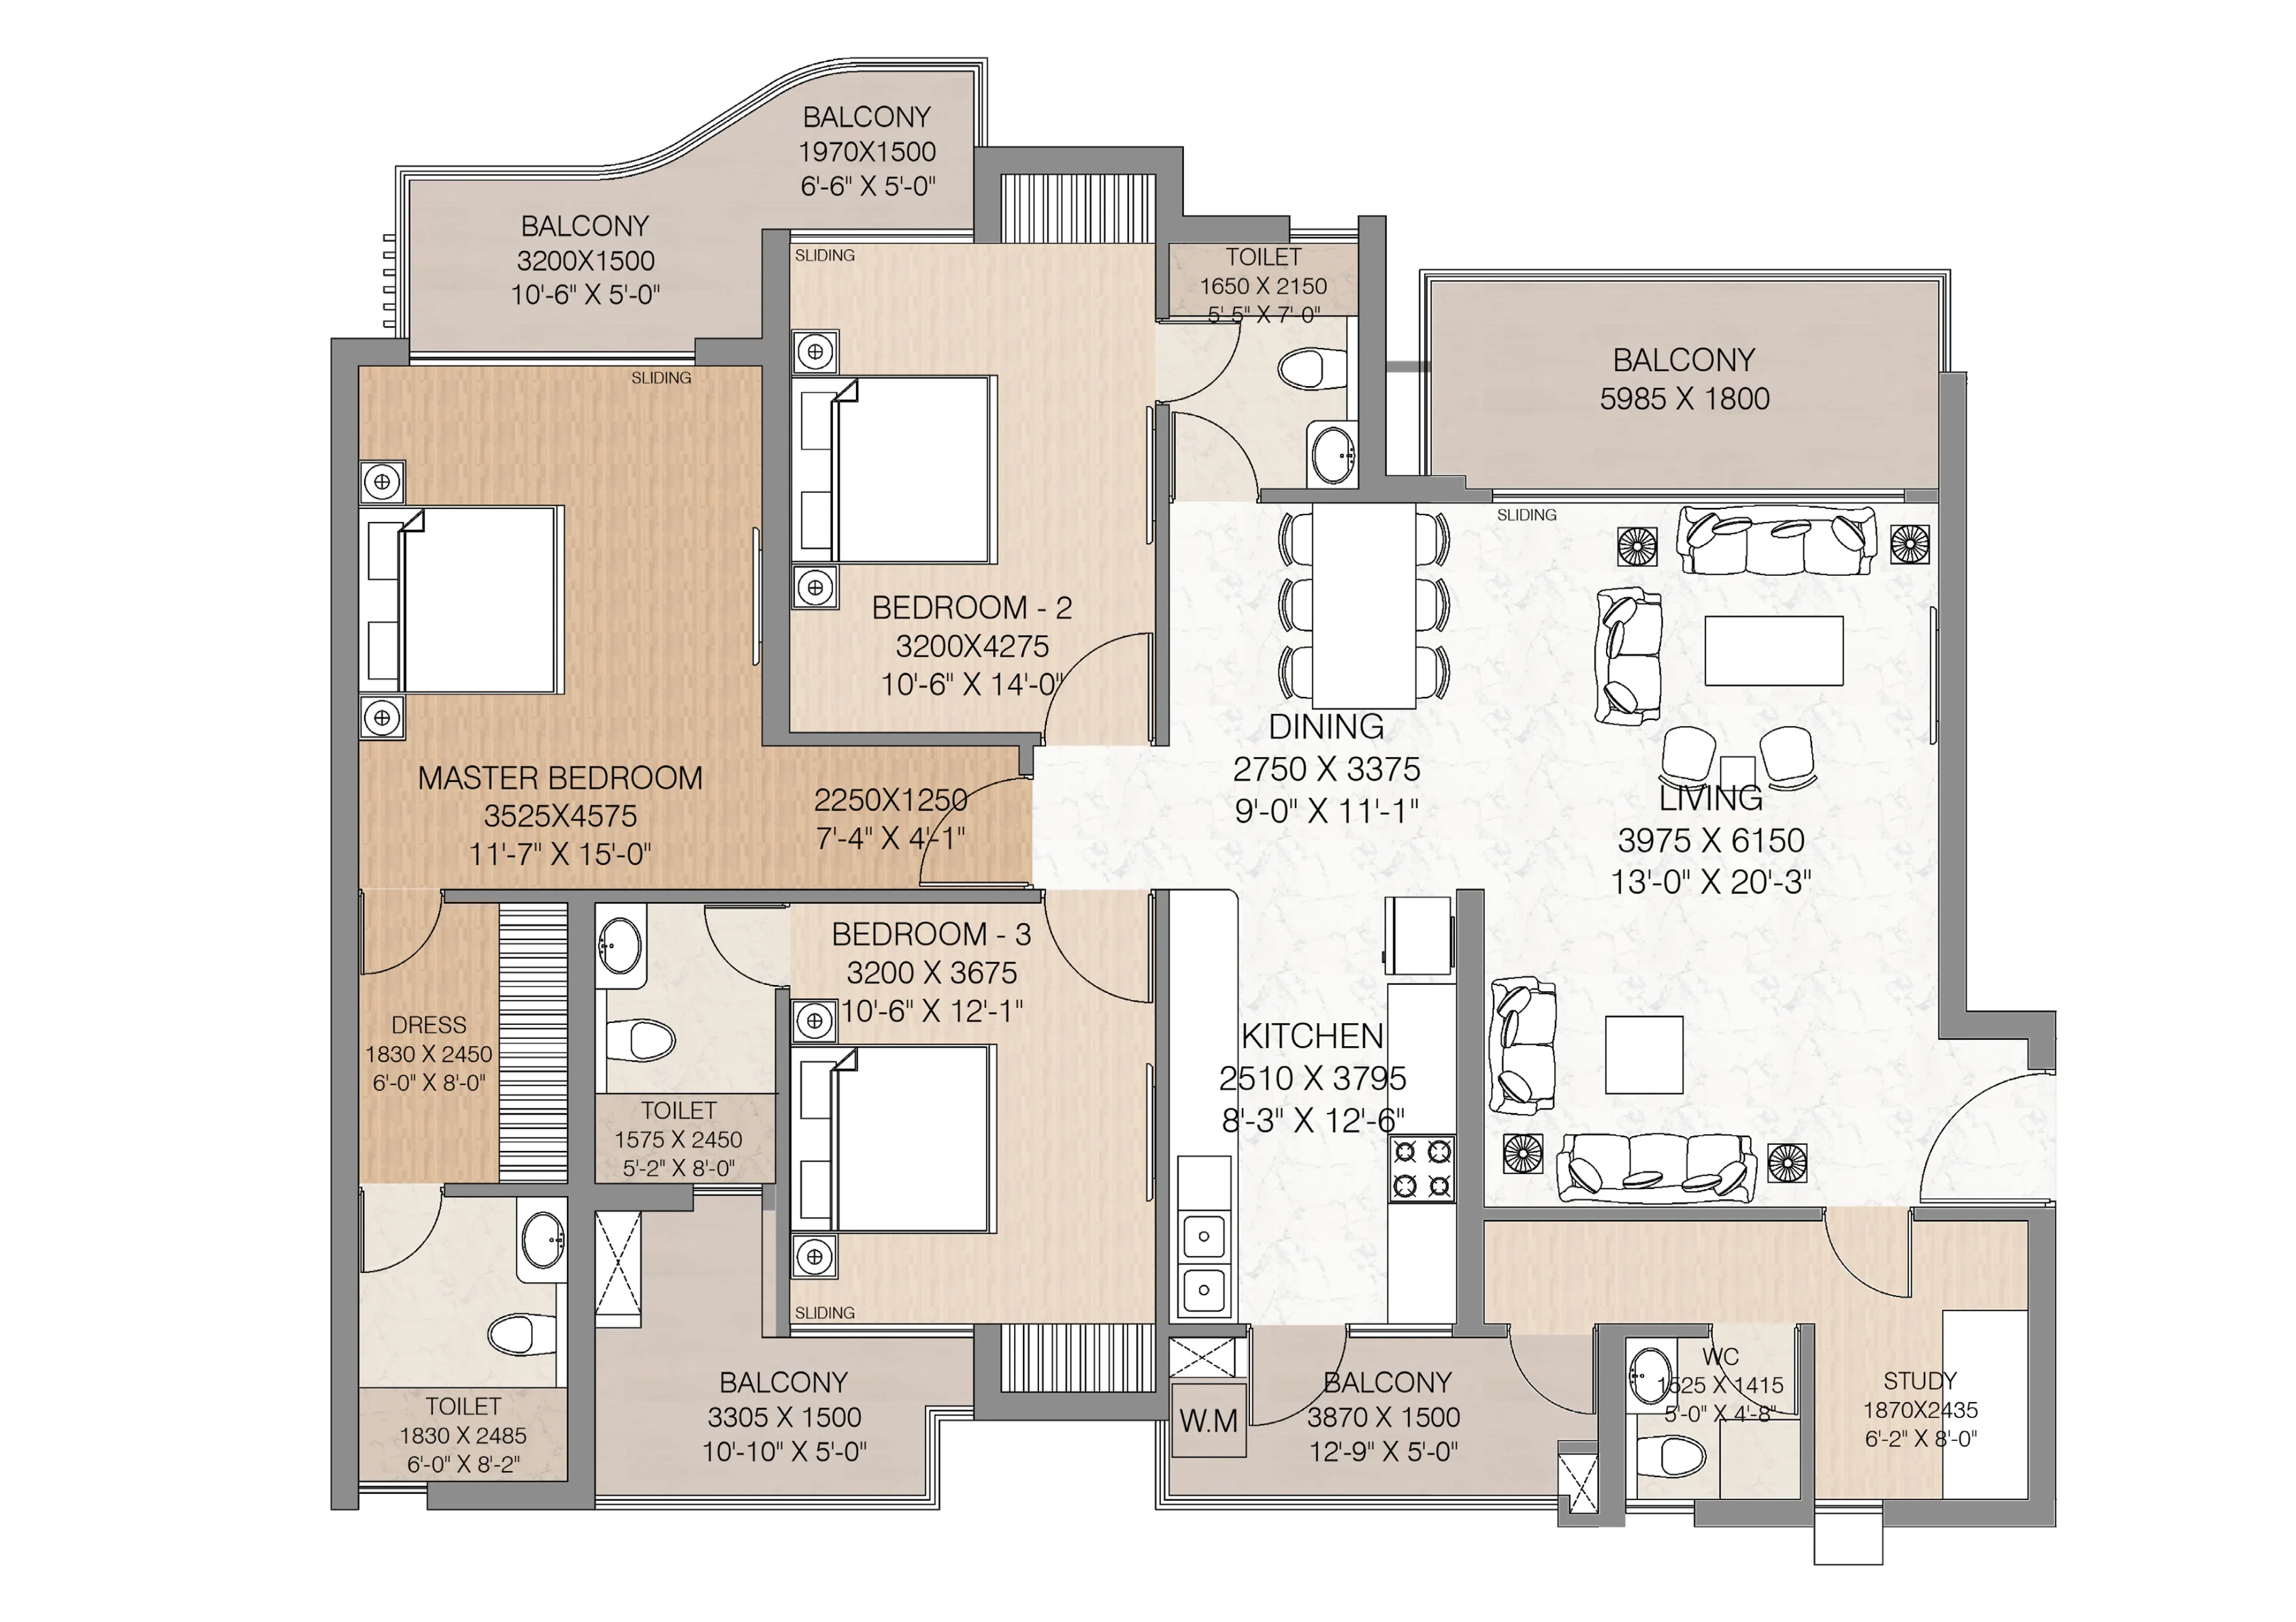 BALCONY
1970X1500
6'-6" X 5'-0"
BALCONY
3200X1500
10'-6" X 5'-0"
SLIDING
TOILET
1650 X 2150
5'-5" X 7'-0"
BALCONY
5985 X 1800
SLIDING
SLIDING
BEDROOM - 2
3200X4275
10'-6" X 14'-0"
DINING
2750 X 3375
9'-0" X 11'-1"
LIVING
3975 X 6150
13'-0" X 20'-3"
MASTER BEDROOM
3525X4575
11'-7" X 15'-0"
2250X1250
7'-4" X 4'-1"
BEDROOM - 3
3200 X 3675
10'-6" X 12'-1"
DRESS
1830 X 2450
6'-0" X 8'-0"
KITCHEN
2510 X 3795
8'-3" X 12'-6"
TOILET
1575 X 2450
5'-2" X 8'-0"
SLIDING
TOILET
1830 X 2485
6'-0" X 8'-2"
BALCONY
3305 X 1500
10'-10" X 5'-0"
W.M
BALCONY
3870 X 1500
12'-9" X 5'-0"
WC
1525 X 1415
5'-0" X 4'-8"
STUDY
1870X2435
6'-2" X 8'-0"